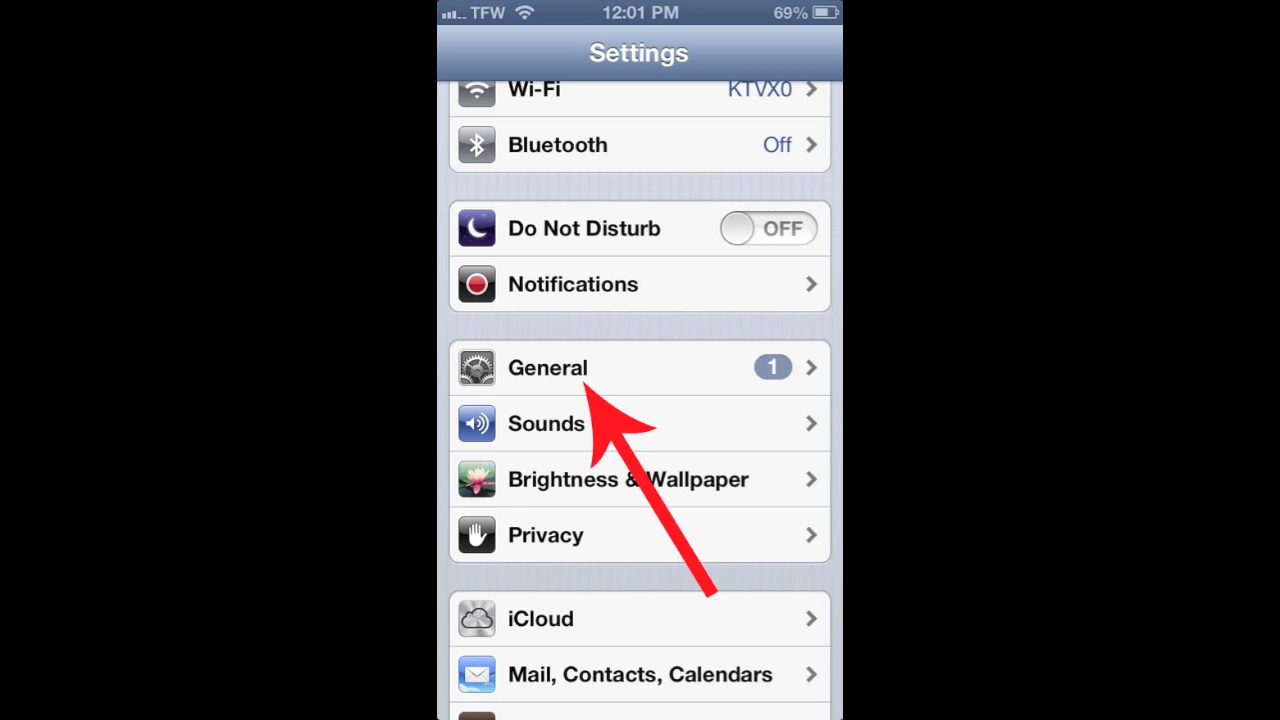 TFW 12:01 PM 69%
Settings
Wi-Fi KTVX0
Bluetooth Off
Do Not Disturb OFF
Notifications
General 1
Sounds
Brightness & Wallpaper
Privacy
iCloud
Mail, Contacts, Calendars